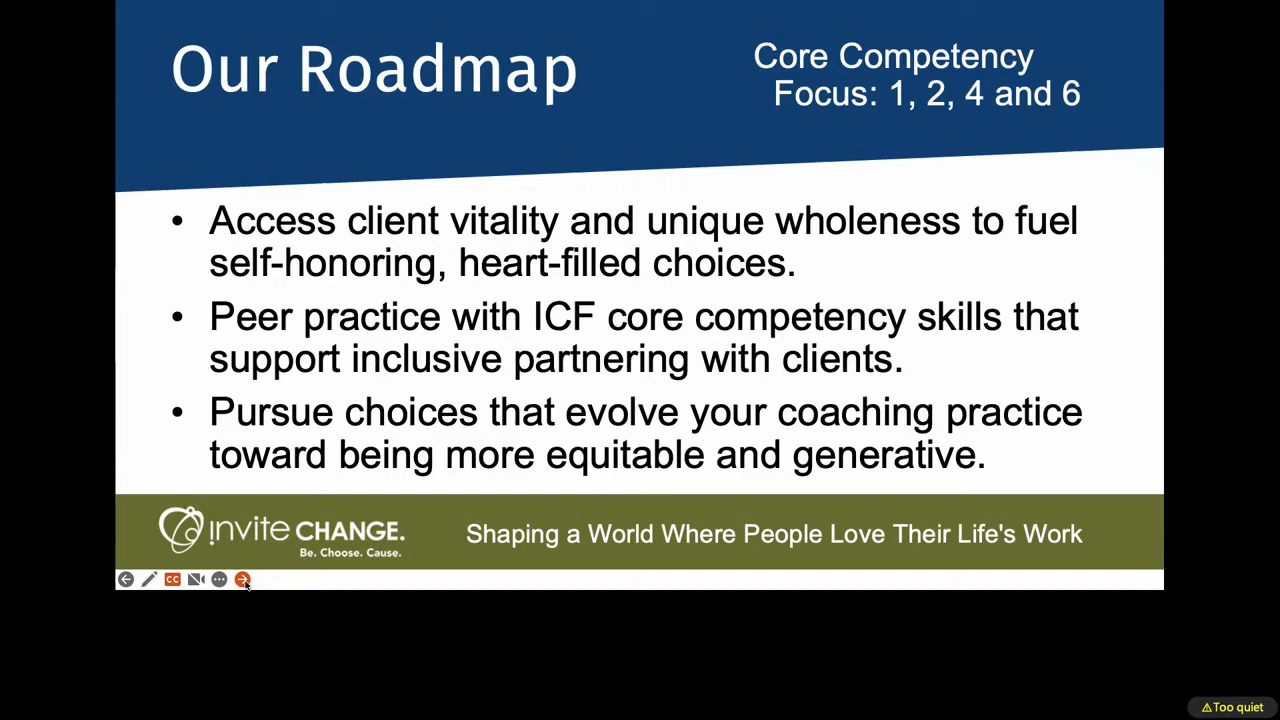 Our Roadmap
Core Competency
Focus: 1, 2, 4 and 6
• Access client vitality and unique wholeness to fuel
self-honoring, heart-filled choices.
• Peer practice with ICF core competency skills that
support inclusive partnering with clients.
• Pursue choices that evolve your coaching practice
toward being more equitable and generative.
invite CHANGE.
Be. Choose. Cause.
Shaping a World Where People Love Their Life's Work
CC
Too quiet